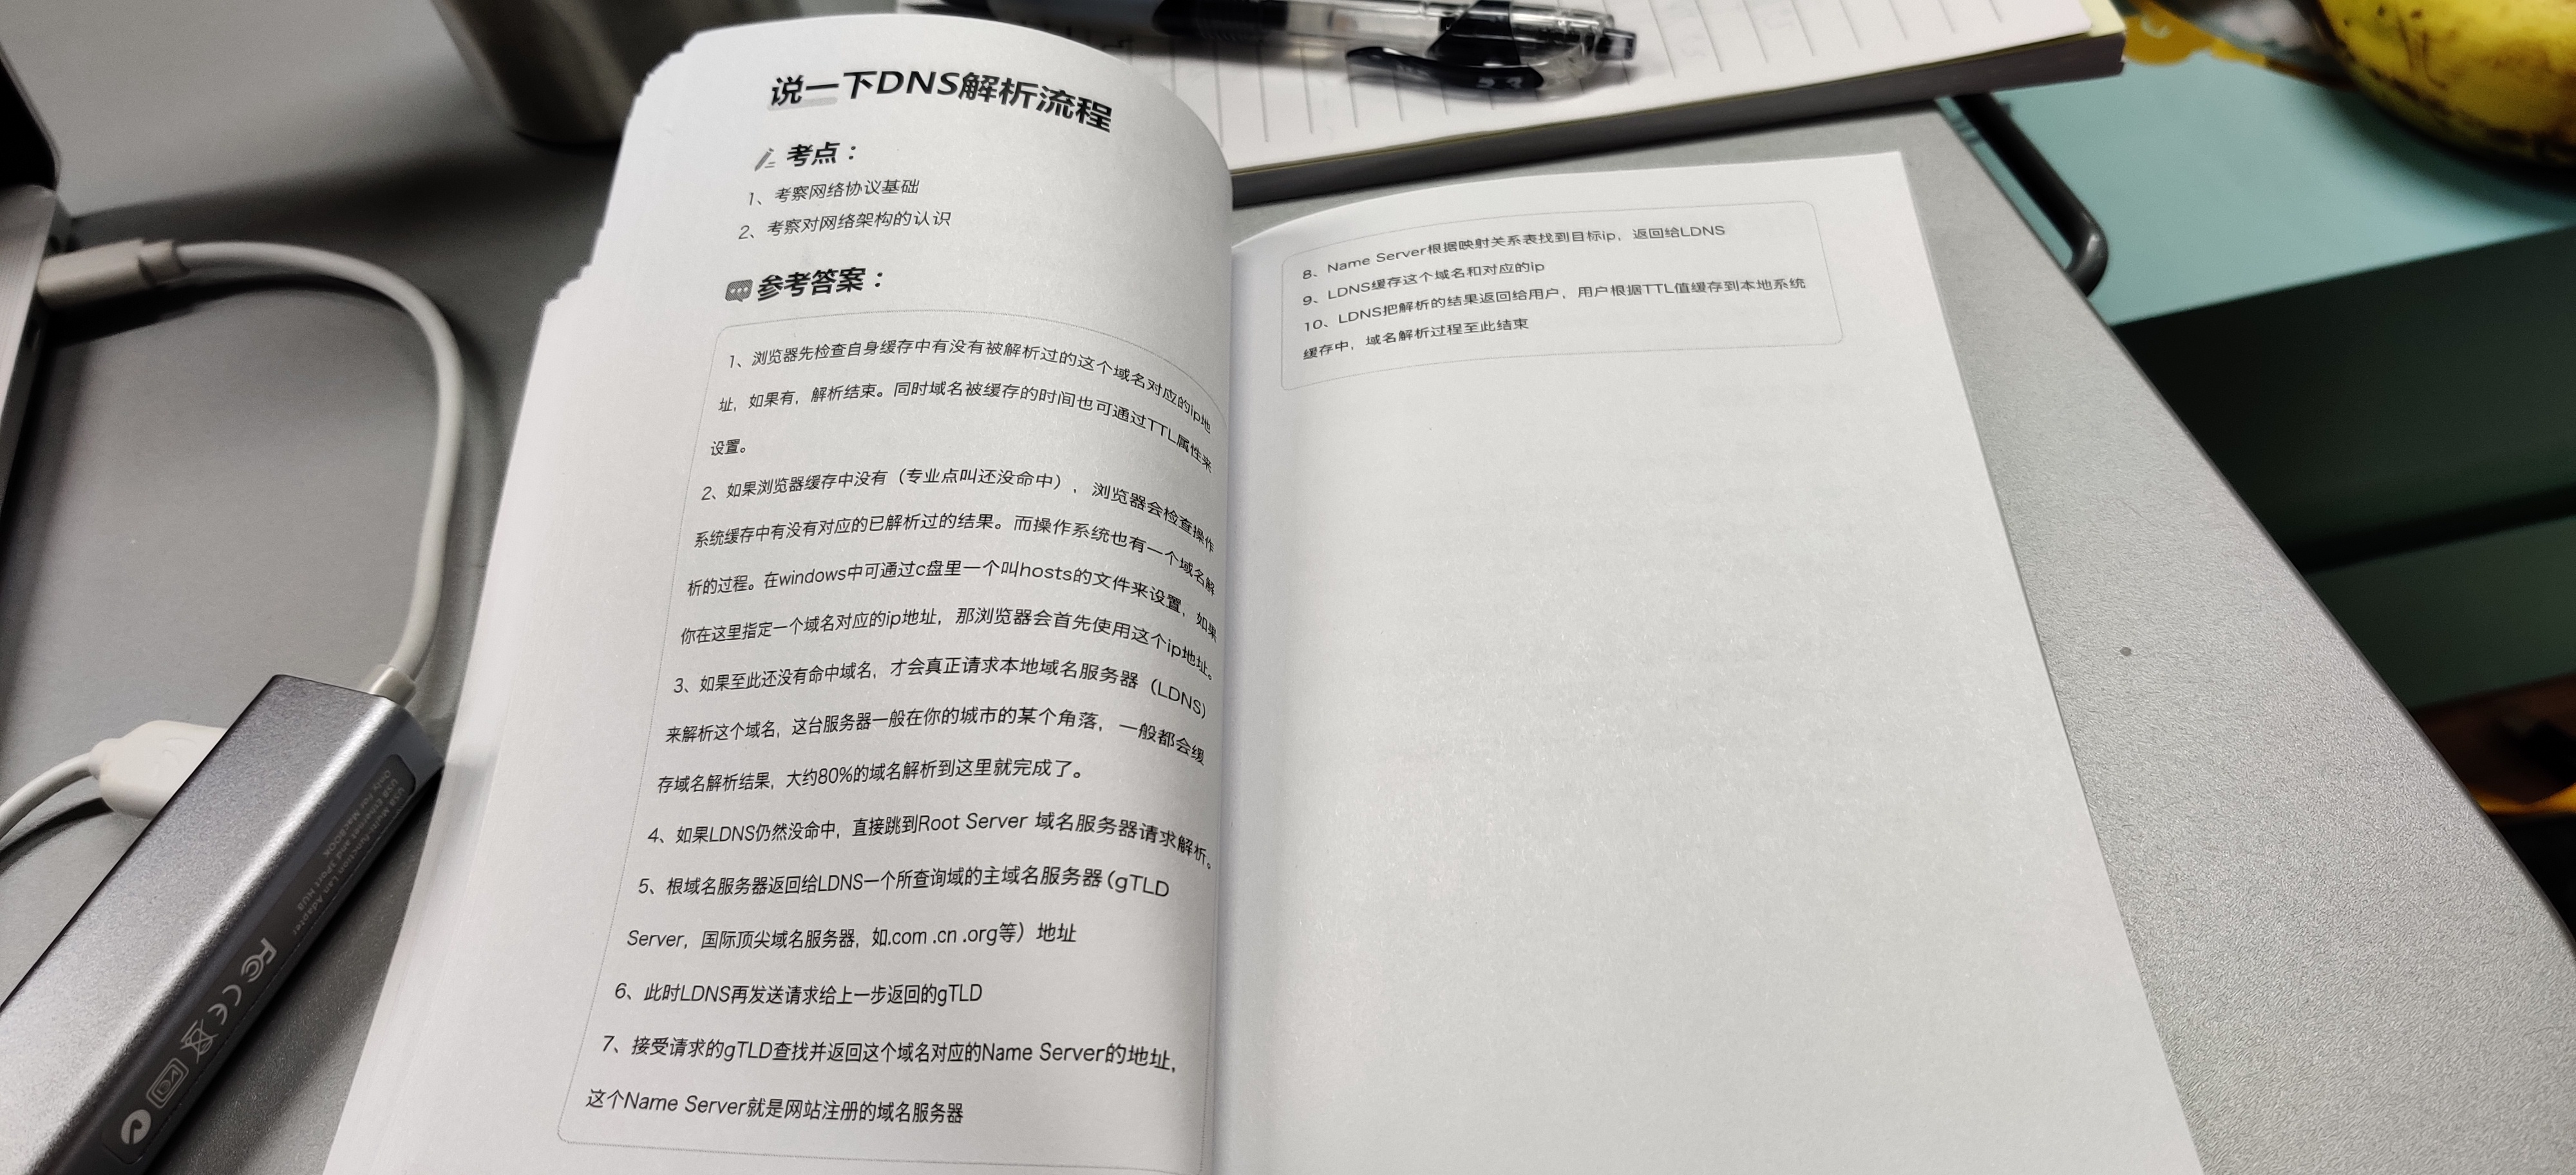 说一下DNS解析流程
考点：
1、考察网络协议基础
2、考察对网络架构的认识
参考答案：
1、浏览器先检查自身缓存中有没有被解析过的这个域名对应的ip地
址，如果有，解析结束。同时域名被缓存的时间也可通过TTL属性来
设置。
2、如果浏览器缓存中没有（专业点叫还没命中），浏览器会检查操作
系统缓存中有没有对应的已解析过的结果。而操作系统也有一个域名解
析的过程。在windows中可通过c盘里一个叫hosts的文件来设置，如果
你在这里指定一个域名对应的ip地址，那浏览器会首先使用这个ip地址。
3、如果至此还没有命中域名，才会真正请求本地域名服务器（LDNS）
来解析这个域名，这台服务器一般在你的城市的某个角落，一般都会缓
存域名解析结果，大约80%的域名解析到这里就完成了。
4、如果LDNS仍然没命中，直接跳到Root Server 域名服务器请求解析。
5、根域名服务器返回给LDNS一个所查询域的主域名服务器（gTLD
Server，国际顶尖域名服务器，如.com .cn .org等）地址
6、此时LDNS再发送请求给上一步返回的gTLD
7、接受请求的gTLD查找并返回这个域名对应的Name Server的地址，
这个Name Server就是网站注册的域名服务器
8、Name Server根据映射关系表找到目标ip，返回给LDNS
9、LDNS缓存这个域名和对应的ip
10、LDNS把解析的结果返回给用户，用户根据TTL值缓存到本地系统
缓存中，域名解析过程至此结束
USB Multi-function Lan Adapter
USB Ethernet and 3Port HUB
Only For MACBOOK
FC CE